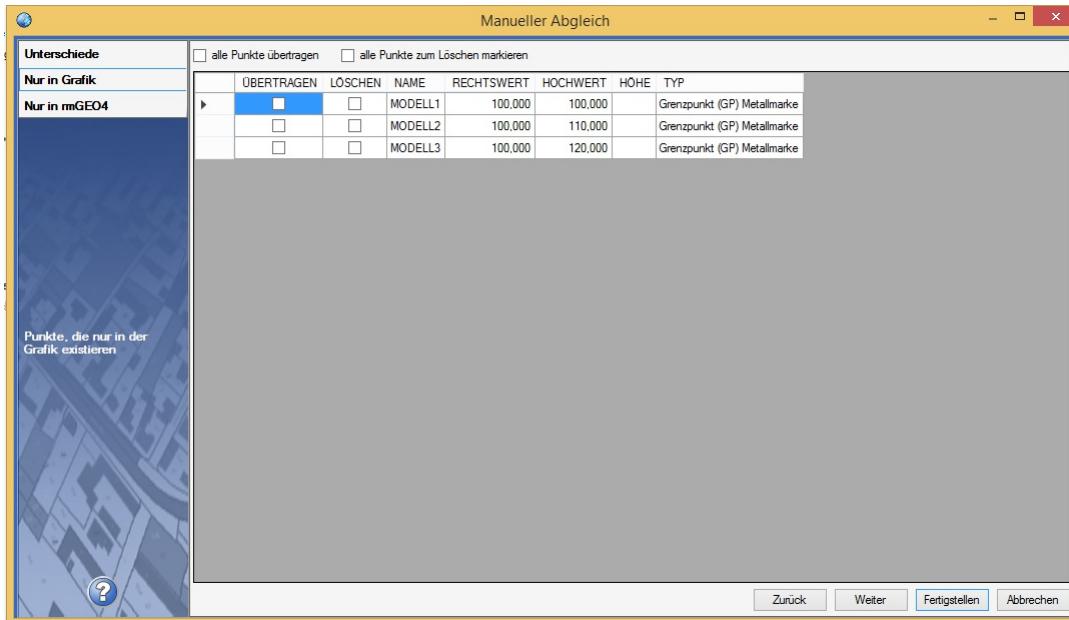 Manueller Abgleich
Unterschiede
Nur in Grafik
Nur in rmGEO4
Punkte, die nur in der
Grafik existieren
alle Punkte übertragen alle Punkte zum Löschen markieren
ÜBERTRAGEN LÖSCHEN NAME RECHTSWERT HOCHWERT HÖHE TYP
MODELL1 100,000 100,000 Grenzpunkt (GP) Metallmarke
MODELL2 100,000 110,000 Grenzpunkt (GP) Metallmarke
MODELL3 100,000 120,000 Grenzpunkt (GP) Metallmarke
?
Zurück Weiter Fertigstellen Abbrechen